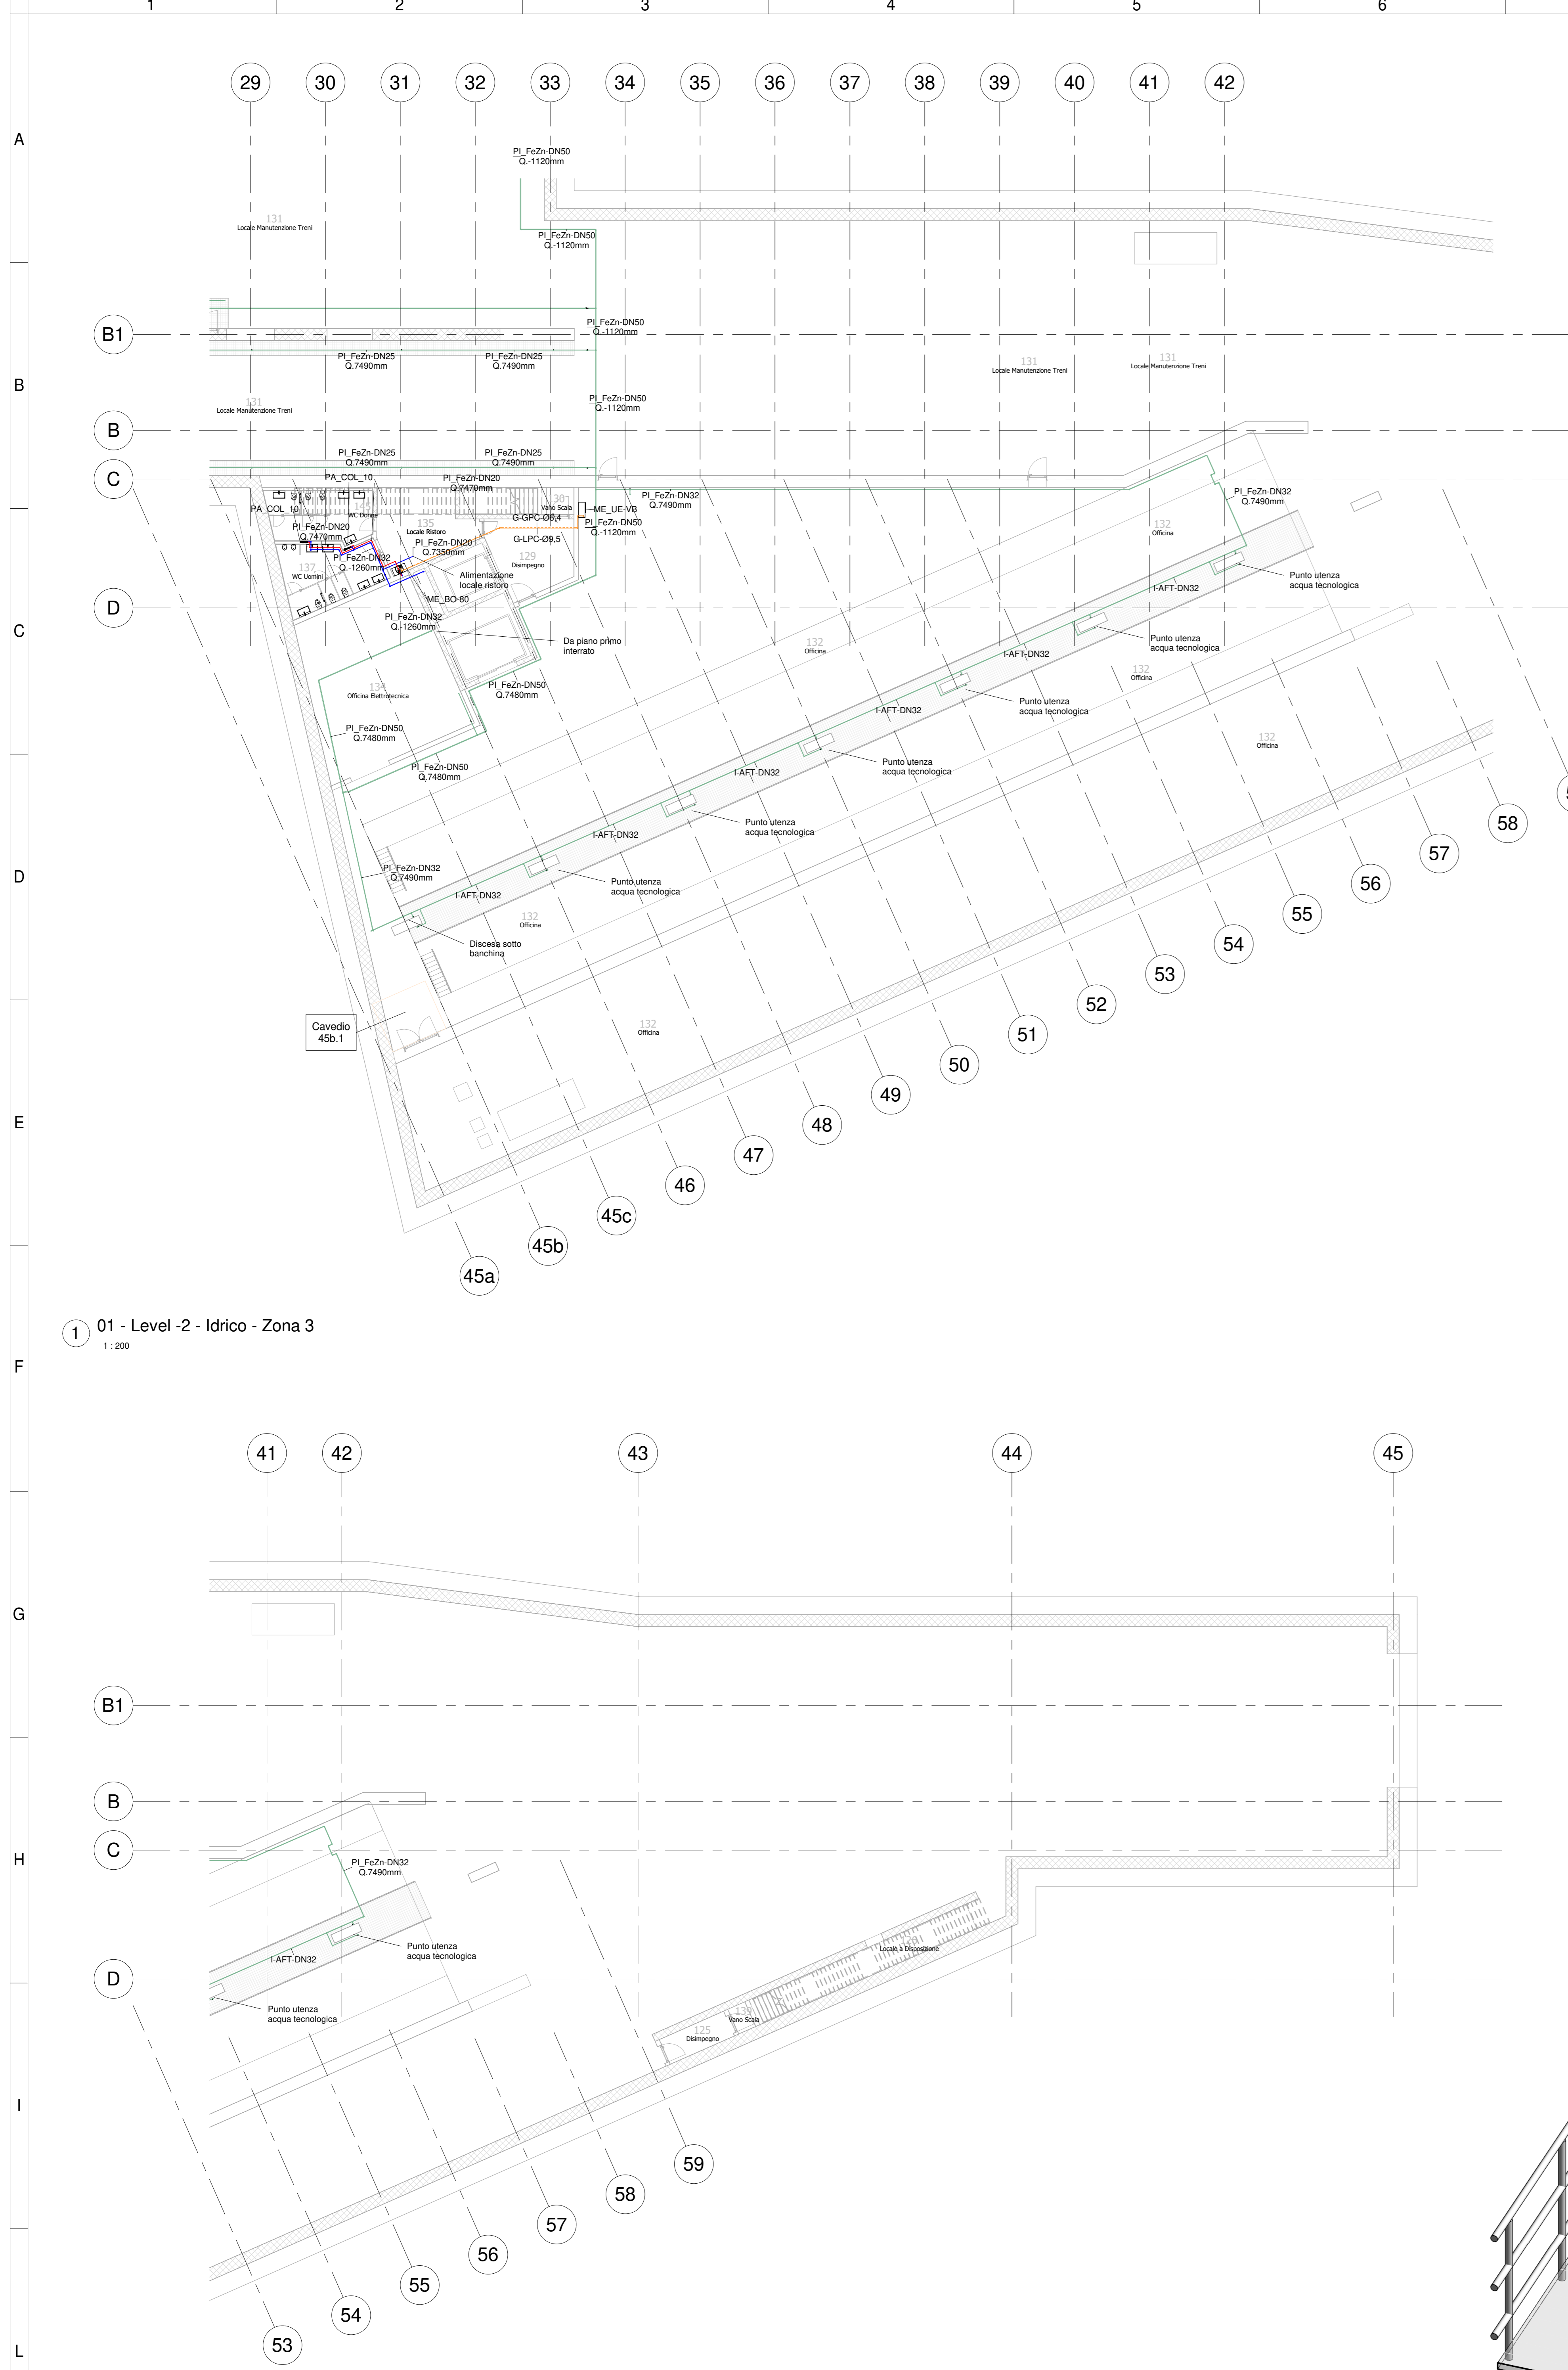 1
2
3
4
5
6
A
B
C
D
E
F
G
H
I
L
29
30
31
32
33
34
35
36
37
38
39
40
41
42
PI_FeZn-DN50
Q.-1120mm
131
Locale Manutenzione Treni
PI_FeZn-DN50
Q.-1120mm
B1
PI_FeZn-DN50
Q.-1120mm
PI_FeZn-DN25
Q.7490mm
PI_FeZn-DN25
Q.7490mm
131
Locale Manutenzione Treni
131
Locale Manutenzione Treni
131
Locale Manutenzione Treni
PI_FeZn-DN50
Q.-1120mm
B
PI_FeZn-DN25
Q.7490mm
PI_FeZn-DN25
Q.7490mm
C
PA_COL_10
PI_FeZn-DN20
Q.7470mm
PI_FeZn-DN32
Q.7490mm
PI_FeZn-DN32
Q.7490mm
PA_COL_10
WC Donne
30
Vano Scala
ME_UE-VB
G-GPC-Ø6,4
PI_FeZn-DN50
Q.-1120mm
135
Locale Ristoro
PI_FeZn-DN20
Q.7470mm
G-LPC-Ø9,5
PI_FeZn-DN20
Q.7350mm
129
Disimpegno
132
Officina
PI_FeZn-DN32
Q.-1260mm
137
WC Uomini
Alimentazione
locale ristoro
Punto utenza
acqua tecnologica
I-AFT-DN32
ME_BO-80
D
PI_FeZn-DN32
Q.-1260mm
Da piano primo
interrato
132
Officina
Punto utenza
acqua tecnologica
I-AFT-DN32
132
Officina
134
Officina Elettrotecnica
PI_FeZn-DN50
Q.7480mm
Punto utenza
acqua tecnologica
I-AFT-DN32
PI_FeZn-DN50
Q.7480mm
132
Officina
PI_FeZn-DN50
Q.7480mm
Punto utenza
acqua tecnologica
I-AFT-DN32
Punto utenza
acqua tecnologica
I-AFT-DN32
PI_FeZn-DN32
Q.7490mm
Punto utenza
acqua tecnologica
I-AFT-DN32
132
Officina
Discesa sotto
banchina
Cavedio
45b.1
132
Officina
58
57
56
55
54
53
52
51
50
49
48
47
46
45c
45b
45a
1
01 - Level -2 - Idrico - Zona 3
1 : 200
41
42
43
44
45
B1
B
C
PI_FeZn-DN32
Q.7490mm
Punto utenza
acqua tecnologica
I-AFT-DN32
Locale a Disposizione
D
Punto utenza
acqua tecnologica
139
Vano Scala
125
Disimpegno
59
58
57
56
55
54
53